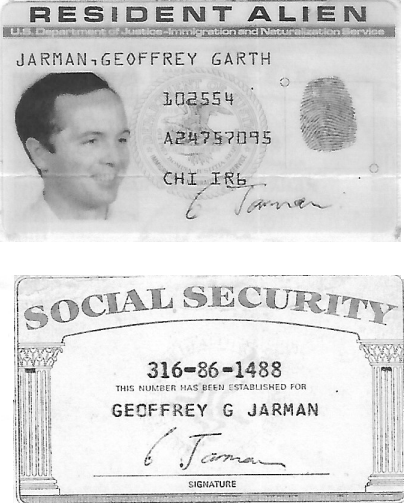 RESIDENT ALIEN
U.S. Department of Justice-Immigration and Naturalization Service
JARMAN, GEOFFREY GARTH
102554
A24757095
CHI IR6
G Jarman
SOCIAL SECURITY
316-86-1488
THIS NUMBER HAS BEEN ESTABLISHED FOR
GEOFFREY G JARMAN
G Jarman
SIGNATURE